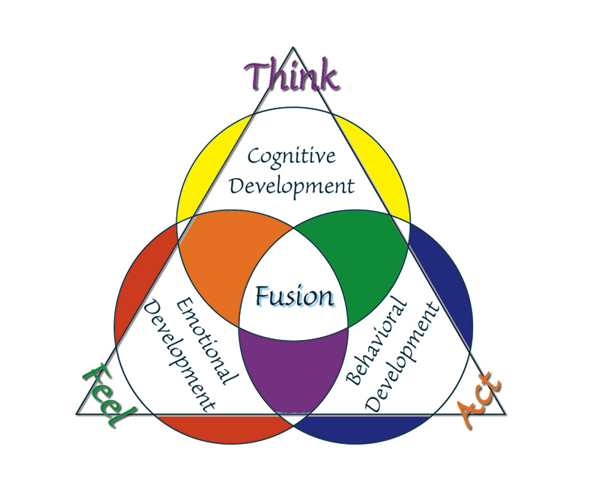 Think
Cognitive
Development
Fusion
Emotional
Development
Behavioral
Development
Feel
Act